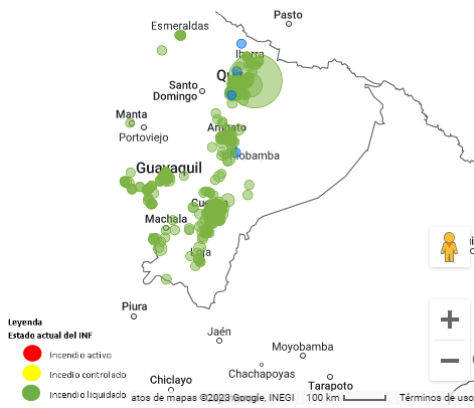 Pasto
Esmeraldas
Ibarra
Qu
Santo
Domingo
Manta
Portoviejo
Ambato
iobamba
Guayaquil
Cuenca
Machala
Loja
Piura
Jaén
Moyobamba
Chachapoyas
Chiclayo
Tarapoto
Leyenda
Estado actual del INF
Incendio activo
Incedio controlado
Incendio liquidado
atos de mapas ©2023 Google, INEGI
100 km
Términos de uso